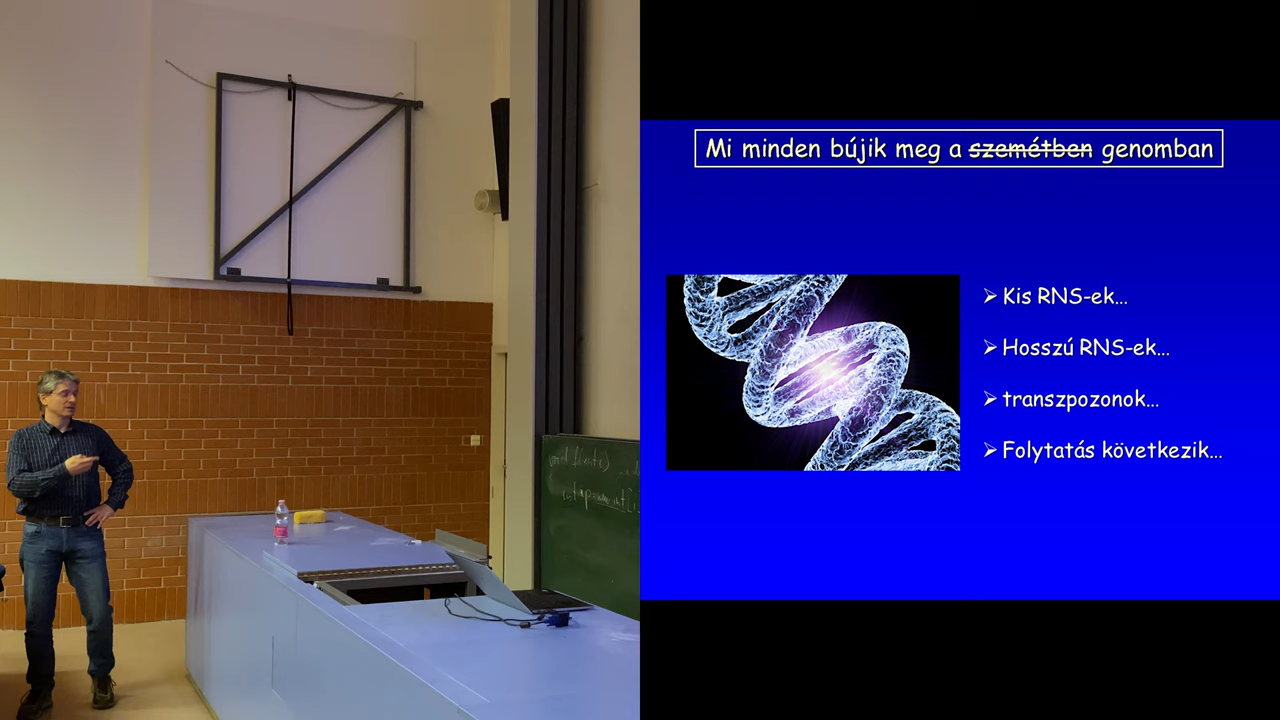 Mi minden bújik meg a szemétben genomban
➢ Kis RNS-ek...
➢ Hosszú RNS-ek...
➢ transzpozonok...
➢ Folytatás következik...